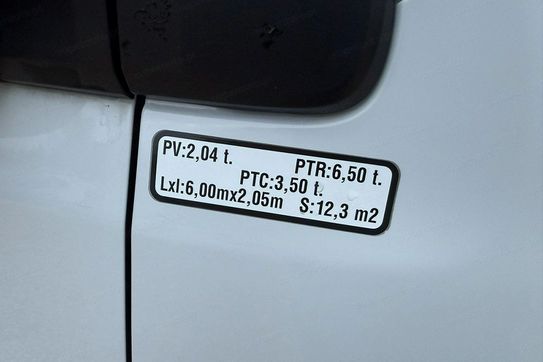 PV:2,04 t. PTR:6,50 t.
PTC:3,50 t.
Lxl:6,00mx2,05m S:12,3 m2